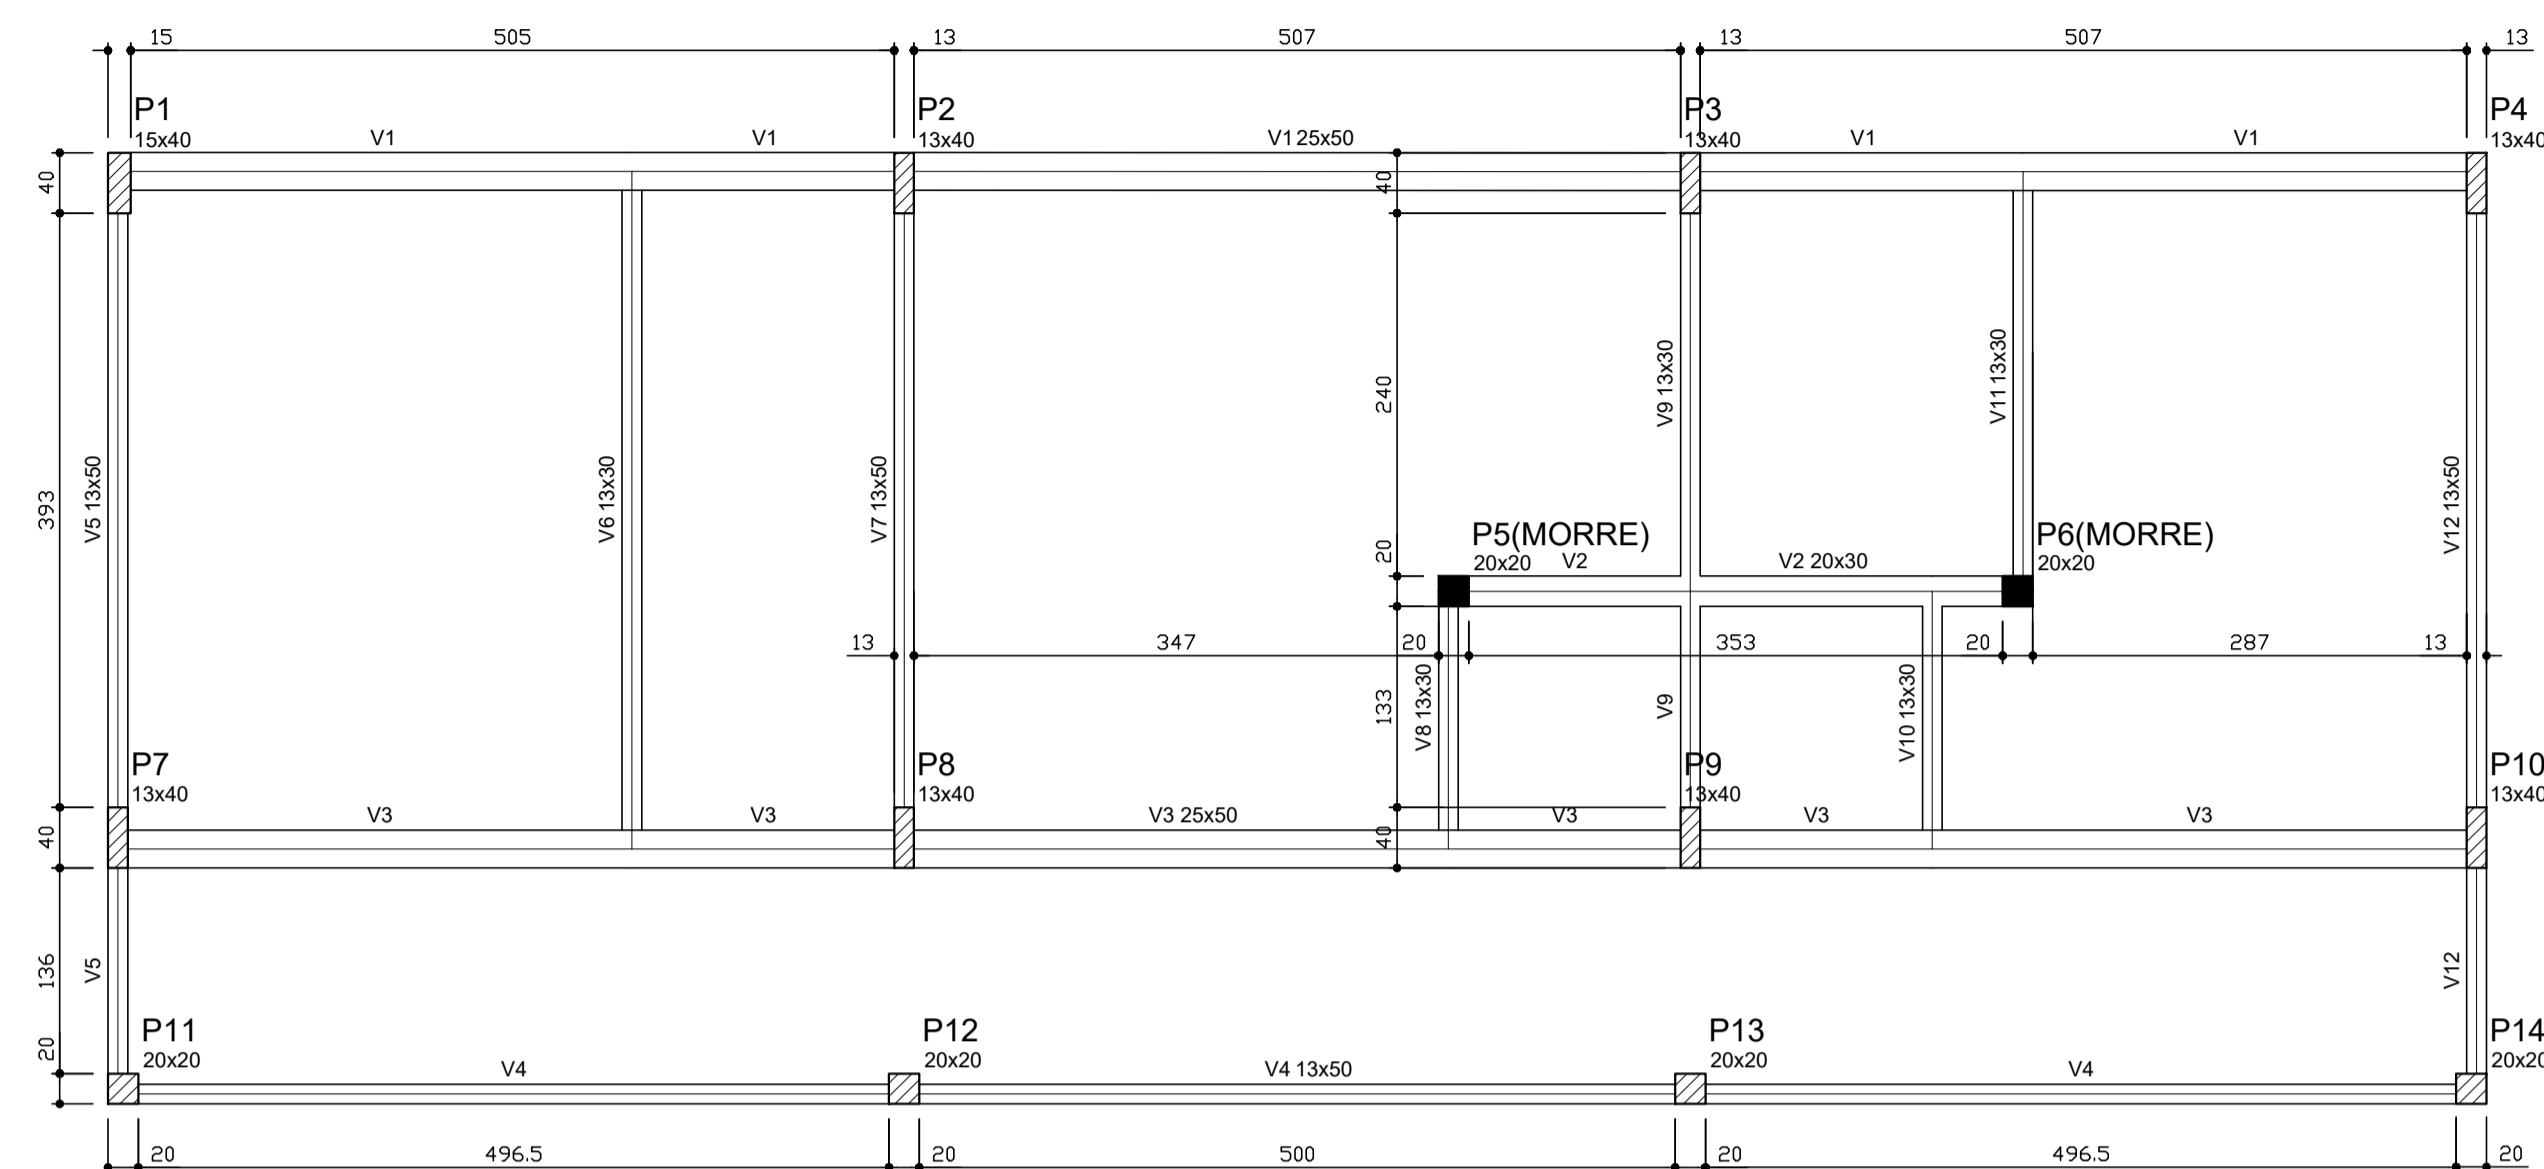 15 505 13 507 13 507 13
P1 P2 P3 P4
15x40 13x40 13x40 13x40
V1 V1 V1 25x50 V1 V1
40
40
240
V9 13x30
V11 13x30
393
V5 13x50
V6 13x30
V7 13x50
V12 13x50
20
P5(MORRE) P6(MORRE)
20x20 V2 V2 20x30 20x20
13 347 20 353 20 287 13
133
V8 13x30
V9
V10 13x30
P7 P8 P9 P10
13x40 13x40 13x40 13x40
V3 V3 V3 25x50 V3 V3 V3
40
40
136
V5
V12
20
P11 P12 P13 P14
20x20 20x20 20x20 20x20
V4 V4 13x50 V4
20 496.5 20 500 20 496.5 20